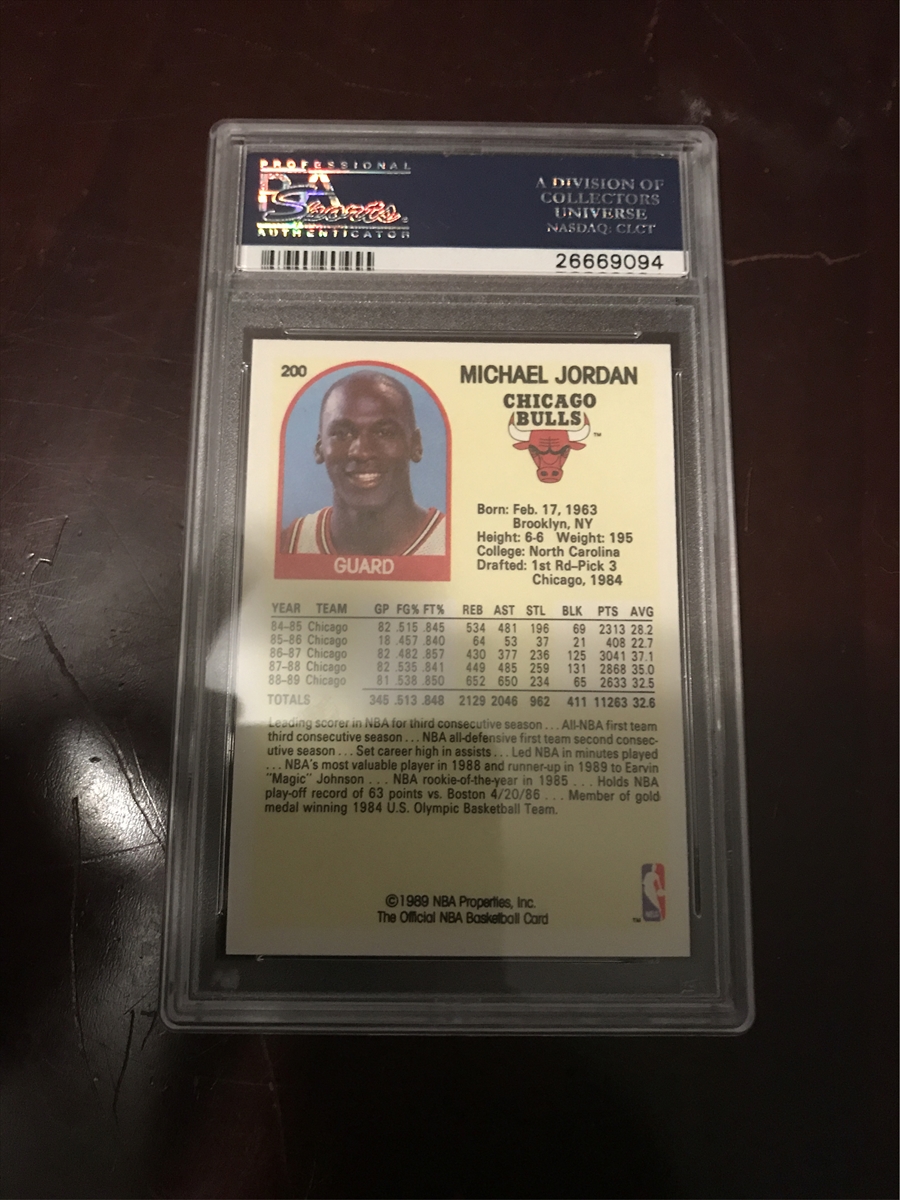 PROFESSIONAL
PSA
Sports
AUTHENTICATOR
A DIVISION OF
COLLECTORS
UNIVERSE
NASDAQ: CLCT
26669094
200
MICHAEL JORDAN
CHICAGO
BULLS
TM
GUARD
Born: Feb. 17, 1963
Brooklyn, NY
Height: 6-6 Weight: 195
College: North Carolina
Drafted: 1st Rd–Pick 3
Chicago, 1984
YEAR TEAM GP FG% FT% REB AST STL BLK PTS AVG
84–85 Chicago 82 .515 .845 534 481 196 69 2313 28.2
85–86 Chicago 18 .457 .840 64 53 37 21 408 22.7
86–87 Chicago 82 .482 .857 430 377 236 125 3041 37.1
87–88 Chicago 82 .535 .841 449 485 259 131 2868 35.0
88–89 Chicago 81 .538 .850 652 650 234 65 2633 32.5
TOTALS 345 .513 .848 2129 2046 962 411 11263 32.6
Leading scorer in NBA for third consecutive season . . . All-NBA first team
third consecutive season . . . NBA all-defensive first team second consec-
utive season . . . Set career high in assists . . . Led NBA in minutes played
. . . NBA's most valuable player in 1988 and runner-up in 1989 to Earvin
"Magic" Johnson . . . NBA rookie-of-the-year in 1985 . . . Holds NBA
play-off record of 63 points vs. Boston 4/20/86 . . . Member of gold
medal winning 1984 U.S. Olympic Basketball Team.
©1989 NBA Properties, Inc.
The Official NBA Basketball Card
TM
NBA